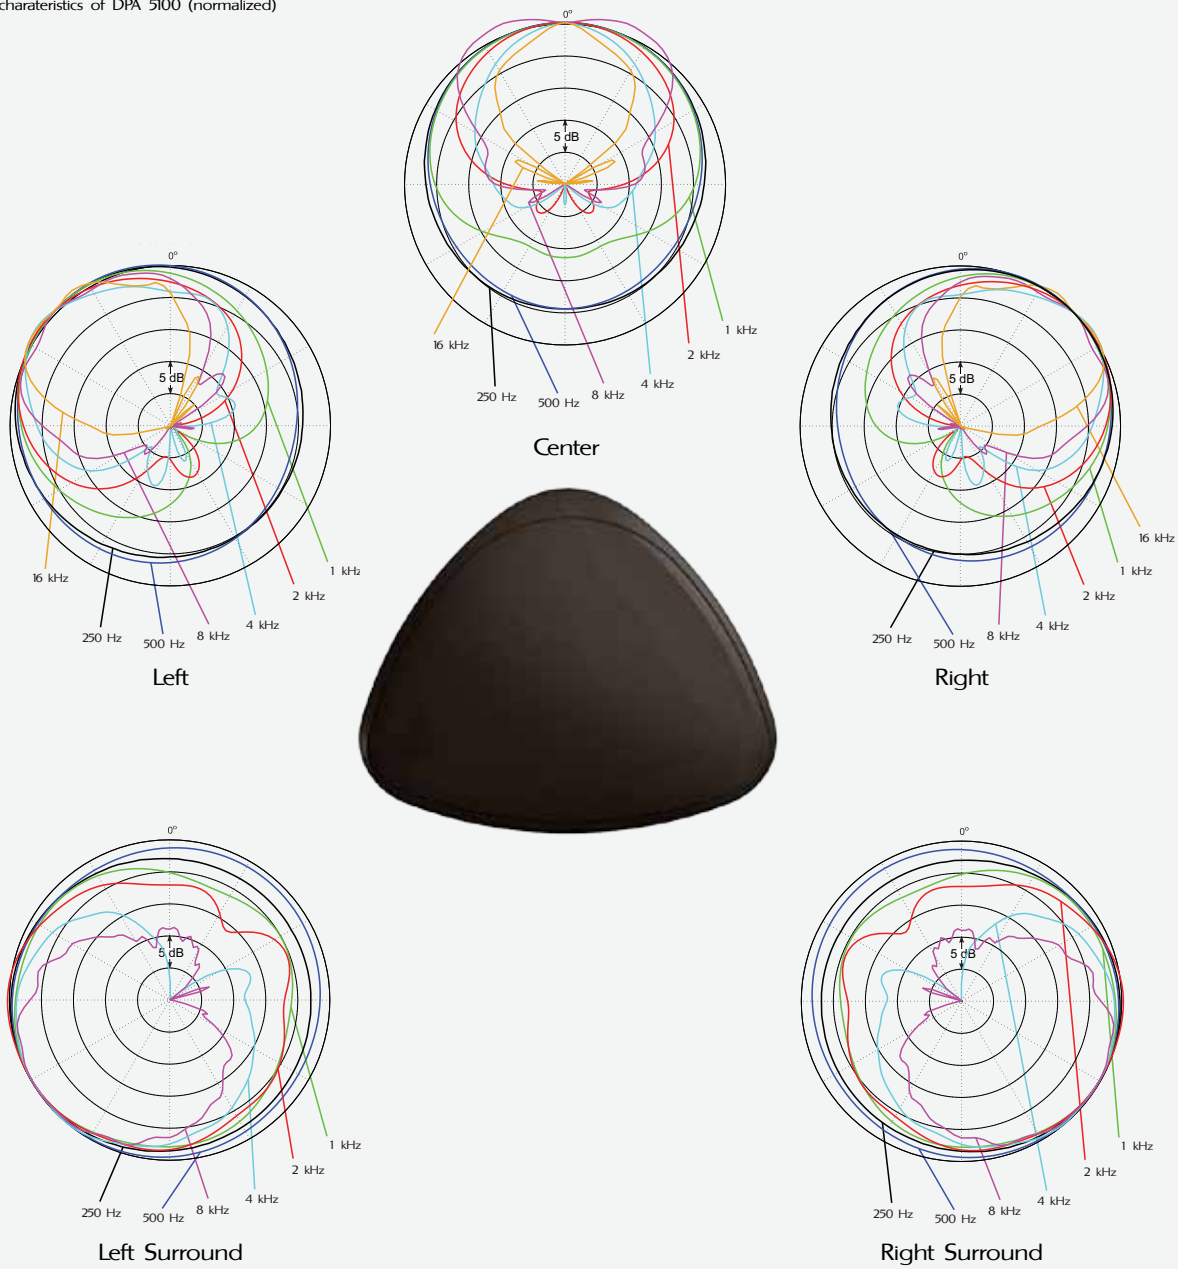 charateristics of DPA 5100 (normalized)
0°
5 dB
16 kHz
250 Hz
500 Hz
8 kHz
4 kHz
2 kHz
1 kHz
Center
0°
5 dB
16 kHz
250 Hz
500 Hz
8 kHz
4 kHz
2 kHz
1 kHz
Left
0°
5 dB
250 Hz
500 Hz
8 kHz
4 kHz
2 kHz
1 kHz
16 kHz
Right
0°
5 dB
250 Hz
500 Hz
8 kHz
4 kHz
2 kHz
1 kHz
Left Surround
0°
5 dB
250 Hz
500 Hz
8 kHz
4 kHz
2 kHz
1 kHz
Right Surround